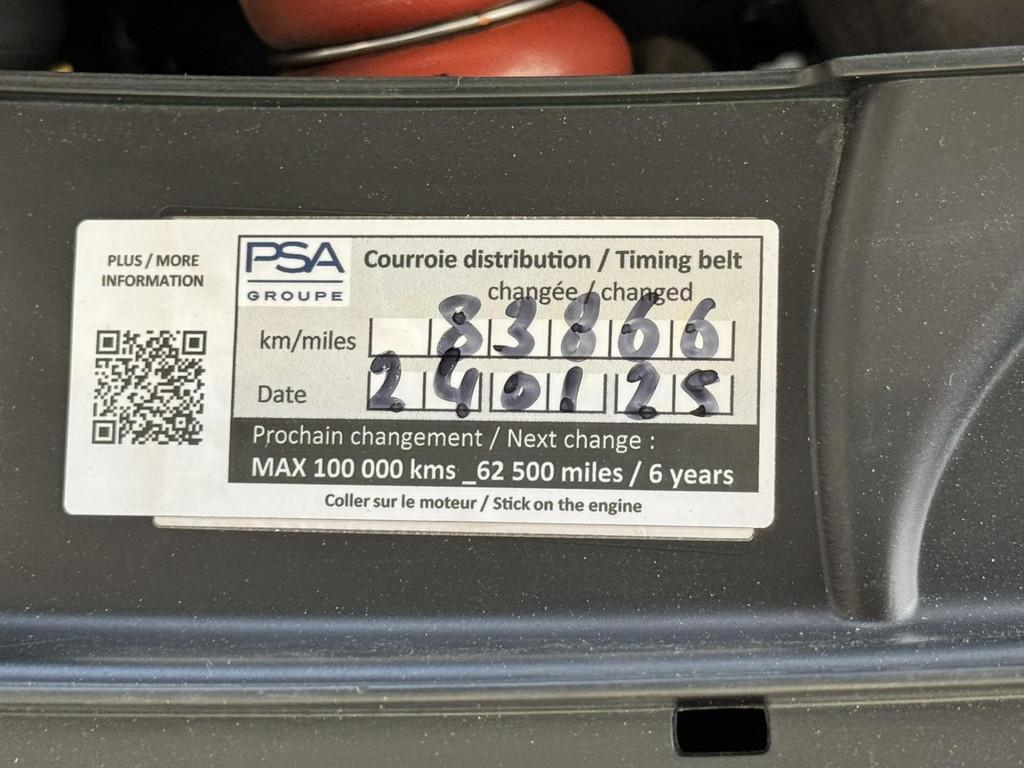 PLUS / MORE
INFORMATION
PSA
GROUPE
Courroie distribution / Timing belt
changée / changed
km/miles 83866
Date 240125
Prochain changement / Next change :
MAX 100 000 kms _62 500 miles / 6 years
Coller sur le moteur / Stick on the engine